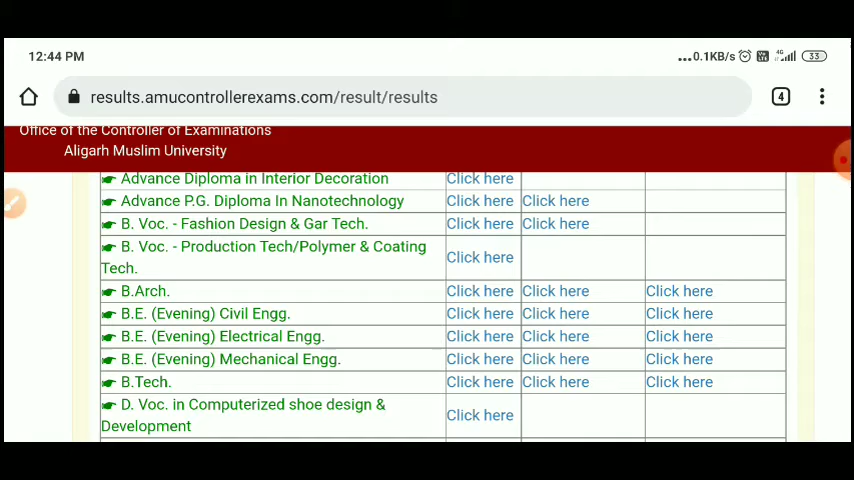 12:44 PM ...0.1KB/s 4G 33
results.amucontrollerexams.com/result/results 4
Office of the Controller of Examinations
Aligarh Muslim University
Advance Diploma in Interior Decoration Click here
Advance P.G. Diploma In Nanotechnology Click here Click here
B. Voc. - Fashion Design & Gar Tech. Click here Click here
B. Voc. - Production Tech/Polymer & Coating
Tech. Click here
B.Arch. Click here Click here Click here
B.E. (Evening) Civil Engg. Click here Click here Click here
B.E. (Evening) Electrical Engg. Click here Click here Click here
B.E. (Evening) Mechanical Engg. Click here Click here Click here
B.Tech. Click here Click here Click here
D. Voc. in Computerized shoe design &
Development Click here